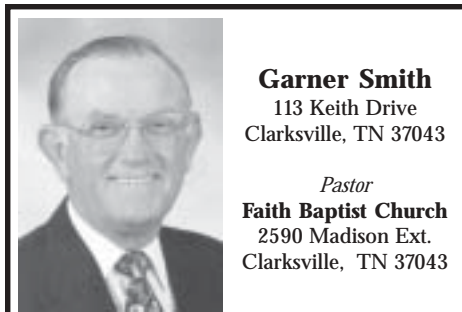 Garner Smith
113 Keith Drive
Clarksville, TN 37043
Pastor
Faith Baptist Church
2590 Madison Ext.
Clarksville, TN 37043